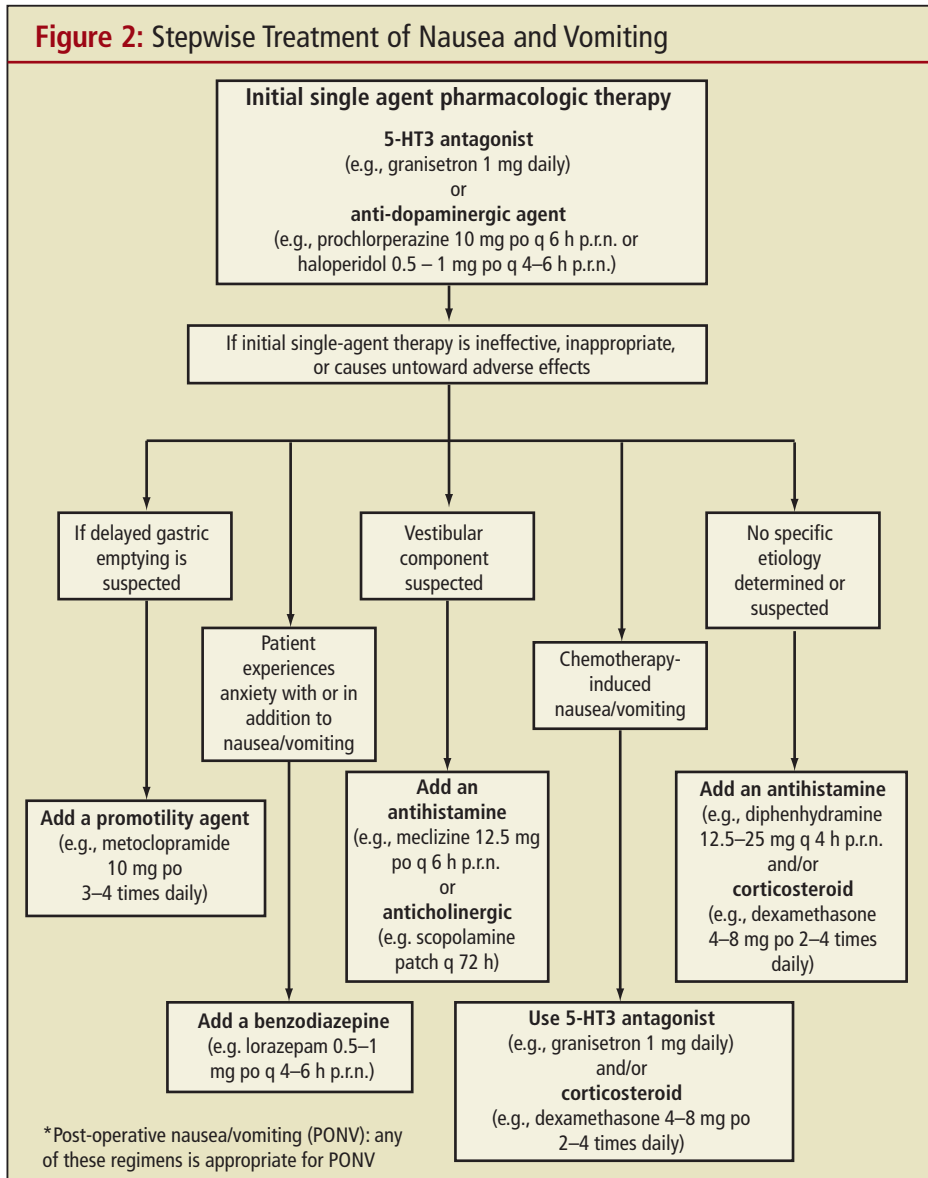 Figure 2: Stepwise Treatment of Nausea and Vomiting
Initial single agent pharmacologic therapy
5-HT3 antagonist
(e.g., granisetron 1 mg daily)
or
anti-dopaminergic agent
(e.g., prochlorperazine 10 mg po q 6 h p.r.n. or
haloperidol 0.5 – 1 mg po q 4–6 h p.r.n.)
If initial single-agent therapy is ineffective, inappropriate,
or causes untoward adverse effects
If delayed gastric
emptying is
suspected
Patient
experiences
anxiety with or in
addition to
nausea/vomiting
Vestibular
component
suspected
Chemotherapy-
induced
nausea/vomiting
No specific
etiology
determined or
suspected
Add a promotility agent
(e.g., metoclopramide
10 mg po
3–4 times daily)
Add an
antihistamine
(e.g., meclizine 12.5 mg
po q 6 h p.r.n.
or
anticholinergic
(e.g. scopolamine
patch q 72 h)
Add an antihistamine
(e.g., diphenhydramine
12.5–25 mg q 4 h p.r.n.
and/or
corticosteroid
(e.g., dexamethasone
4–8 mg po 2–4 times
daily)
Add a benzodiazepine
(e.g. lorazepam 0.5–1
mg po q 4–6 h p.r.n.)
Use 5-HT3 antagonist
(e.g., granisetron 1 mg daily)
and/or
corticosteroid
(e.g., dexamethasone 4–8 mg po
2–4 times daily)
*Post-operative nausea/vomiting (PONV): any
of these regimens is appropriate for PONV